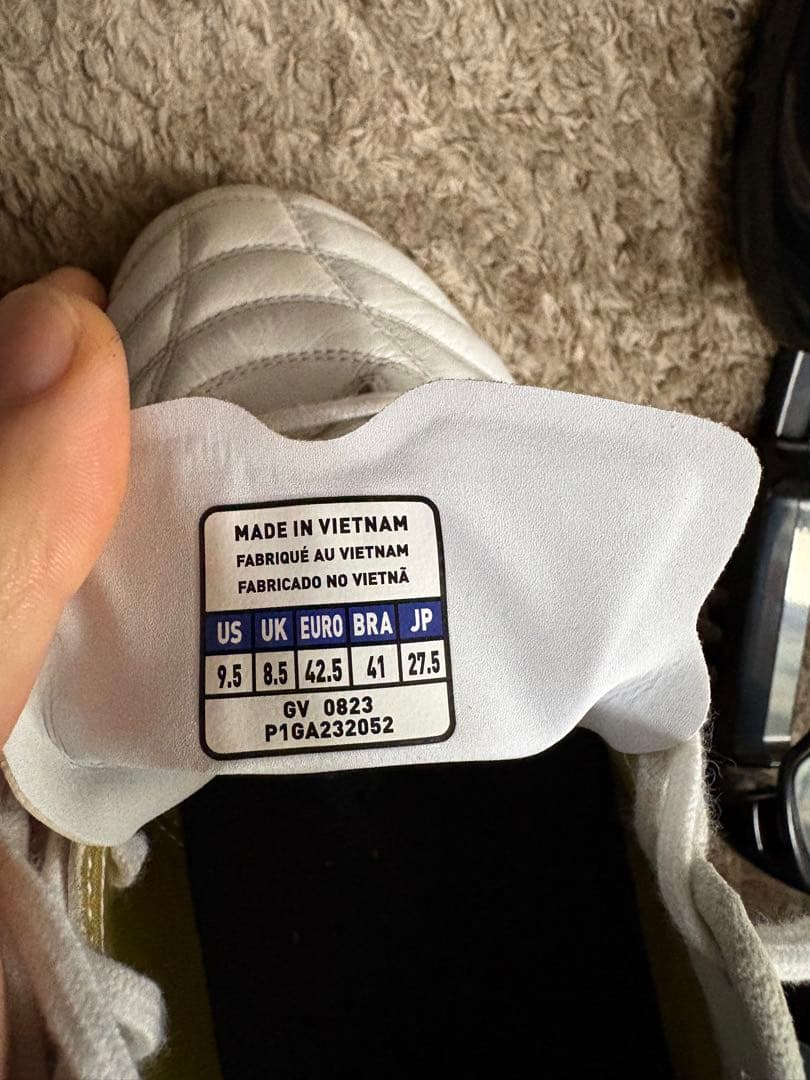 MADE IN VIETNAM
FABRIQUÉ AU VIETNAM
FABRICADO NO VIETNÃ
US UK EURO BRA JP
9.5 8.5 42.5 41 27.5
GV 0823
P1GA232052